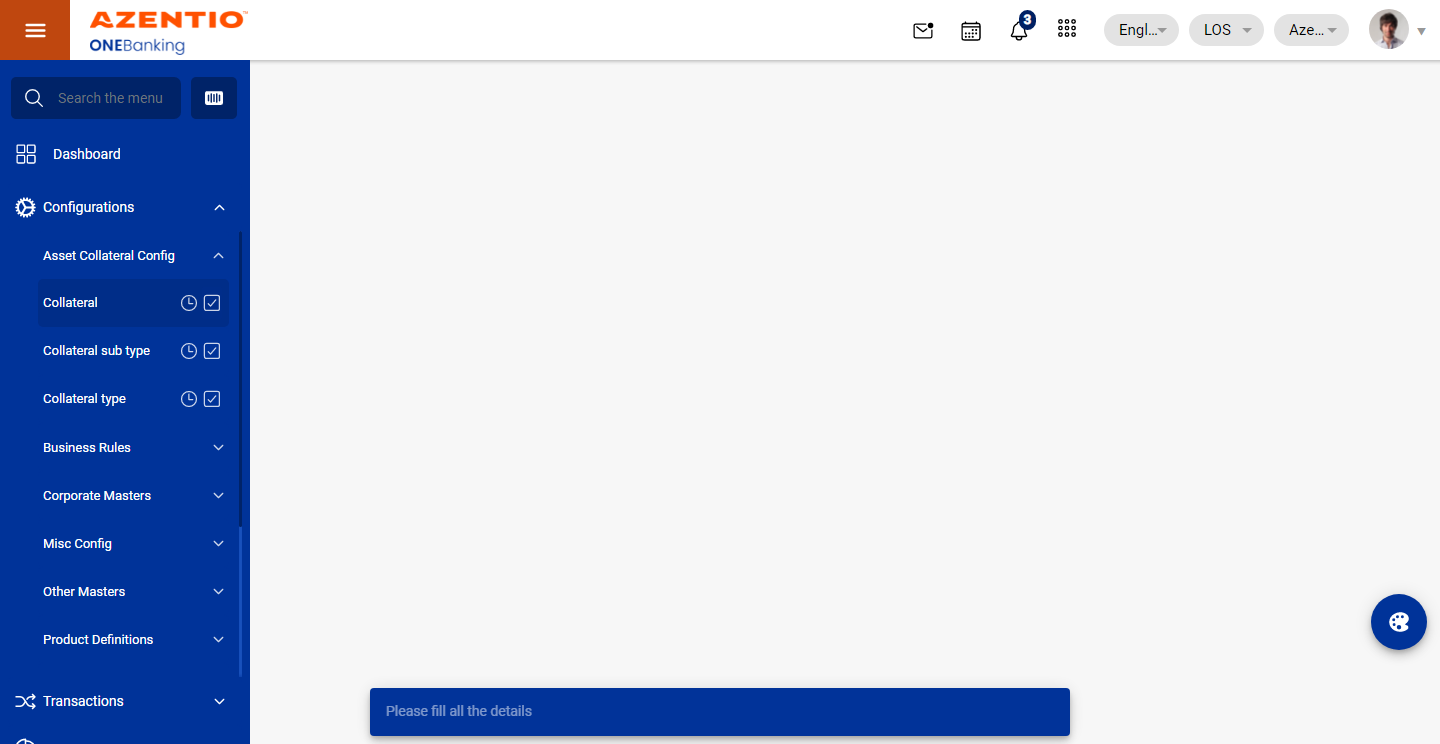 AZENTIO™
ONEBanking
3
Engl...
LOS
Aze...
Search the menu
Dashboard
Configurations
Asset Collateral Config
Collateral
Collateral sub type
Collateral type
Business Rules
Corporate Masters
Misc Config
Other Masters
Product Definitions
Transactions
Please fill all the details